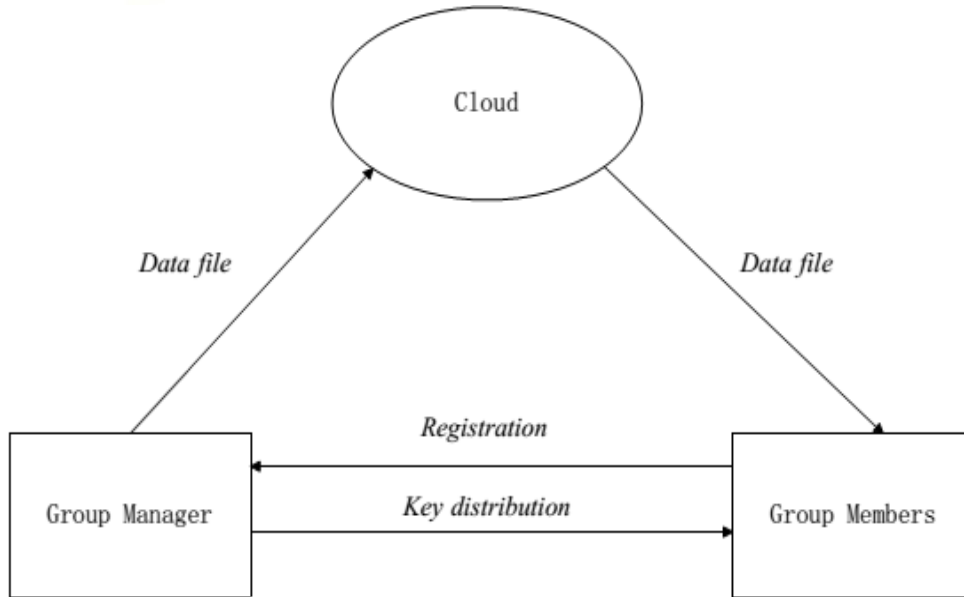 Cloud
Data file
Data file
Registration
Group Manager
Key distribution
Group Members